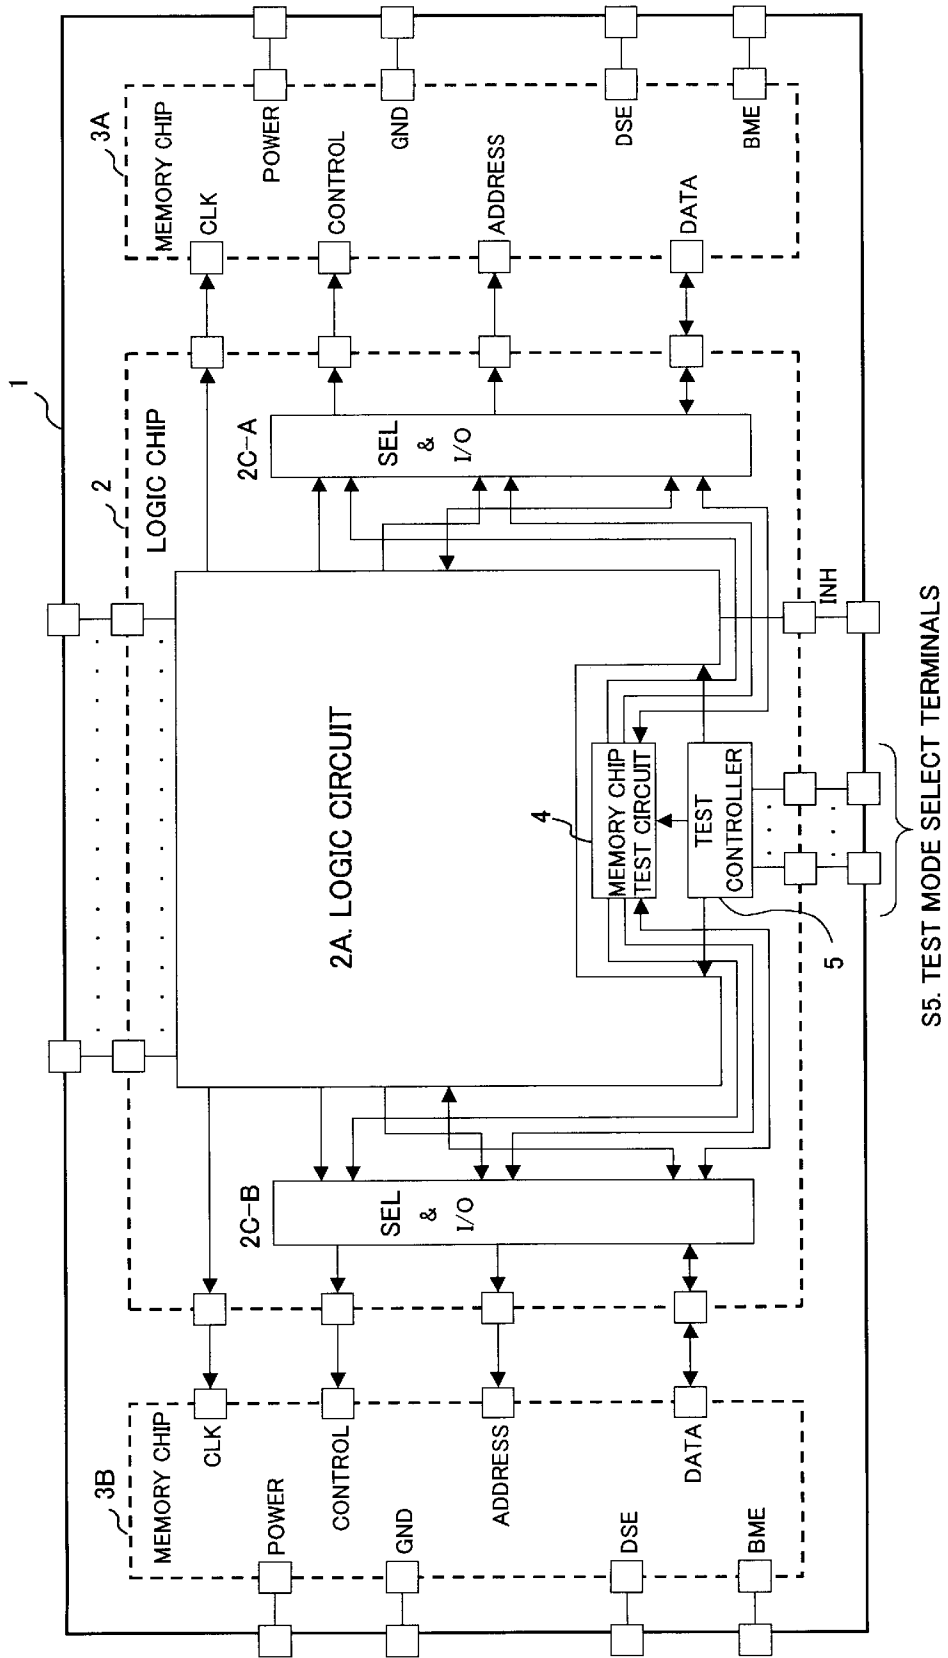 1
3B
MEMORY CHIP
POWER
GND
DSE
BME
CLK
CONTROL
ADDRESS
DATA
2
LOGIC CHIP
2C-B
SEL
&
I/O
2A. LOGIC CIRCUIT
4
MEMORY CHIP
TEST CIRCUIT
TEST
CONTROLLER
5
2C-A
SEL
&
I/O
INH
3A
MEMORY CHIP
CLK
CONTROL
ADDRESS
DATA
POWER
GND
DSE
BME
S5. TEST MODE SELECT TERMINALS